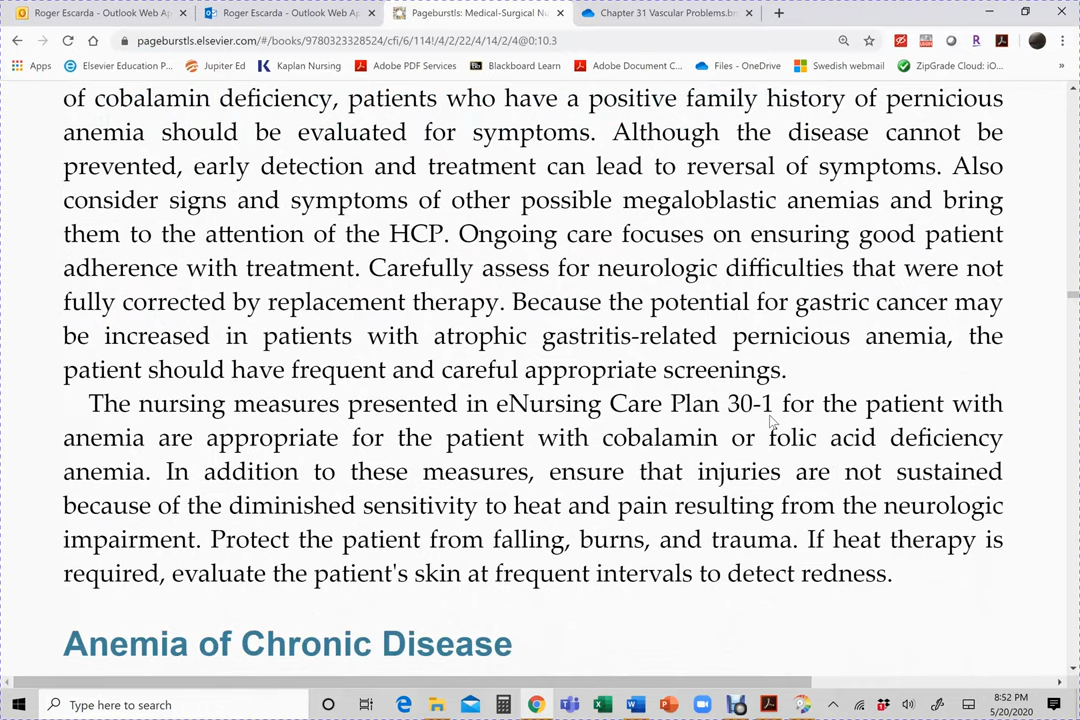 Roger Escarda - Outlook Web Ap
Roger Escarda - Outlook Web Ap
Pageburstls: Medical-Surgical Nu
Chapter 31 Vascular Problems.bm
pageburstls.elsevier.com/#/books/9780323328524/cfi/6/114!/4/2/22/4/14/2/4@0:10.3
Apps
Elsevier Education P...
Jupiter Ed
Kaplan Nursing
Adobe PDF Services
Blackboard Learn
Adobe Document C...
Files - OneDrive
Swedish webmail
ZipGrade Cloud: iO...
of cobalamin deficiency, patients who have a positive family history of pernicious
anemia should be evaluated for symptoms. Although the disease cannot be
prevented, early detection and treatment can lead to reversal of symptoms. Also
consider signs and symptoms of other possible megaloblastic anemias and bring
them to the attention of the HCP. Ongoing care focuses on ensuring good patient
adherence with treatment. Carefully assess for neurologic difficulties that were not
fully corrected by replacement therapy. Because the potential for gastric cancer may
be increased in patients with atrophic gastritis-related pernicious anemia, the
patient should have frequent and careful appropriate screenings.
The nursing measures presented in eNursing Care Plan 30-1 for the patient with
anemia are appropriate for the patient with cobalamin or folic acid deficiency
anemia. In addition to these measures, ensure that injuries are not sustained
because of the diminished sensitivity to heat and pain resulting from the neurologic
impairment. Protect the patient from falling, burns, and trauma. If heat therapy is
required, evaluate the patient's skin at frequent intervals to detect redness.
Anemia of Chronic Disease
Type here to search
8:52 PM
5/20/2020